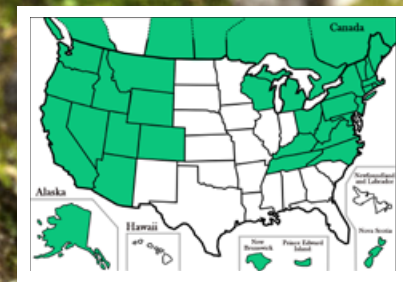 Canada
Alaska
Hawaii
New
Brunswick
Prince Edward
Island
Newfoundland
and Labrador
Nova Scotia